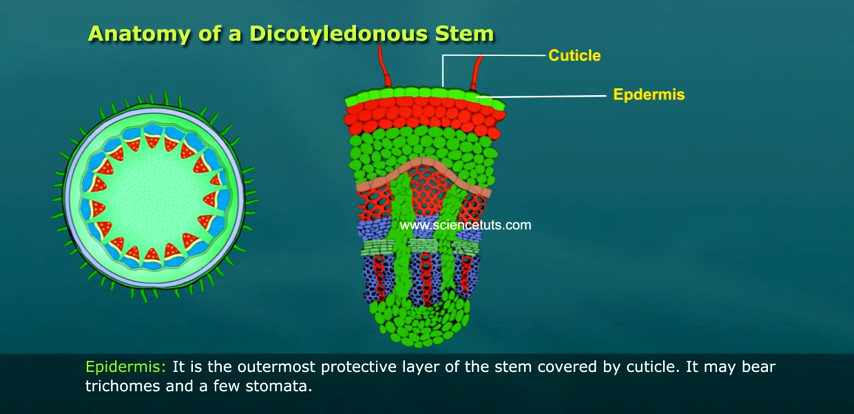 Anatomy of a Dicotyledonous Stem
Cuticle
Epdermis
www.sciencetuts.com
Epidermis: It is the outermost protective layer of the stem covered by cuticle. It may bear
trichomes and a few stomata.